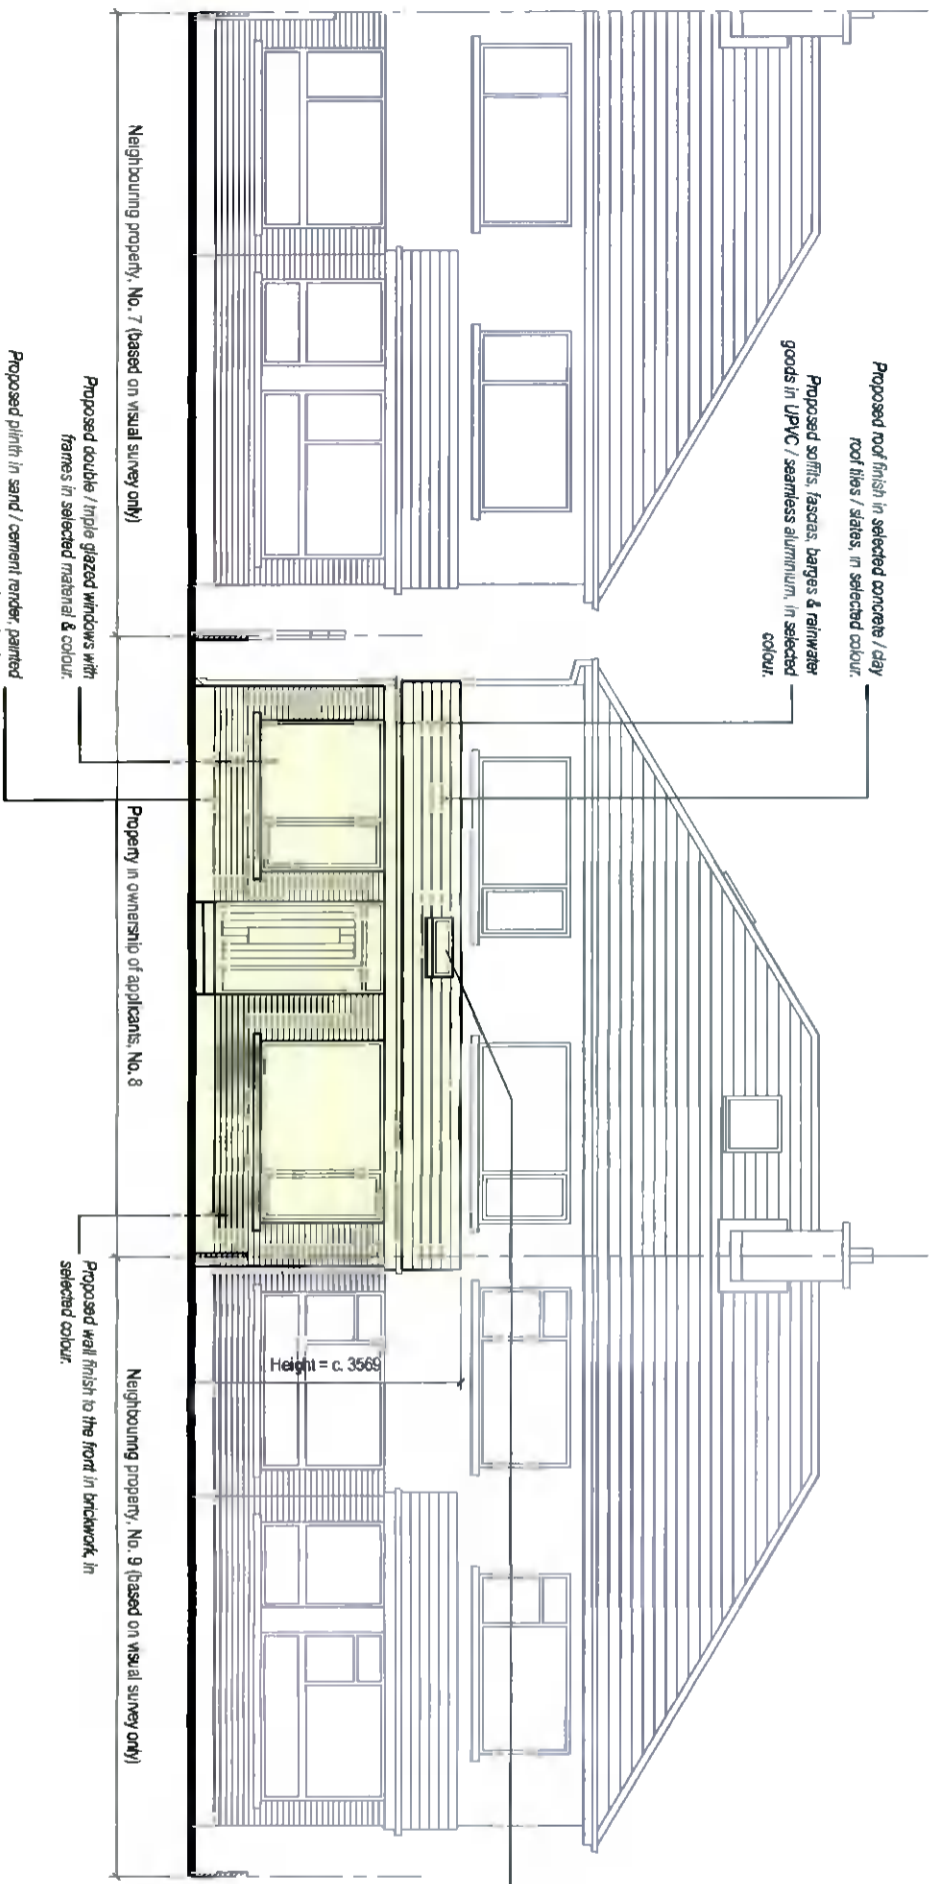 Proposed roof finish in selected concrete / clay
roof tiles / slates, in selected colour.
Proposed soffits, fascias, barges & rainwater
goods in UPVC / seamless aluminium, in selected
colour.
Height = c. 3569
Neighbouring property, No. 7 (based on visual survey only)
Property in ownership of applicants, No. 8
Neighbouring property, No. 9 (based on visual survey only)
Proposed double / triple glazed windows with
frames in selected material & colour.
Proposed wall finish to the front in brickwork, in
selected colour.
Proposed plinth in sand / cement render, painted